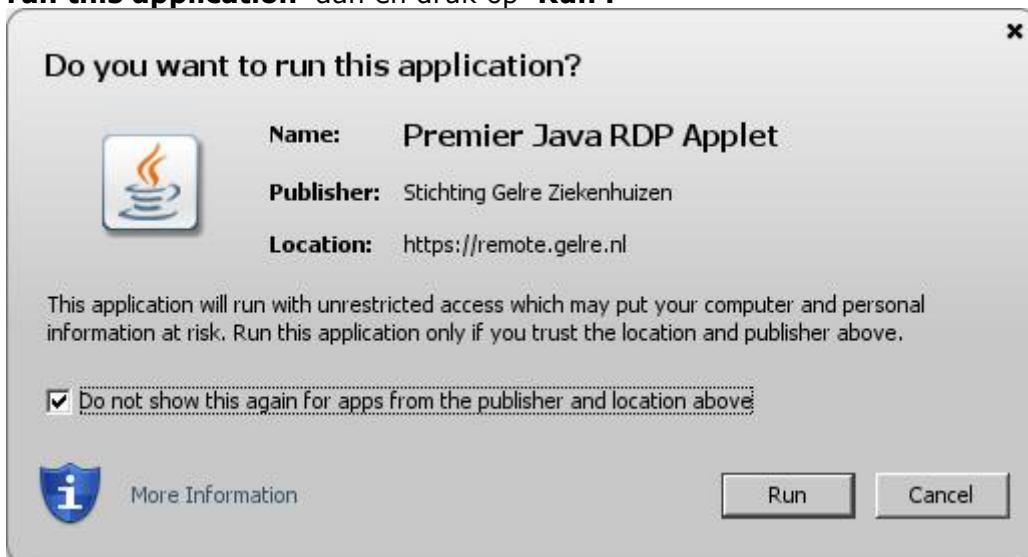 run this application" aan en druk op "Run".
Do you want to run this application?
Name: Premier Java RDP Applet
Publisher: Stichting Gelre Ziekenhuizen
Location: https://remote.gelre.nl
This application will run with unrestricted access which may put your computer and personal
information at risk. Run this application only if you trust the location and publisher above.
Do not show this again for apps from the publisher and location above
More Information
Run
Cancel